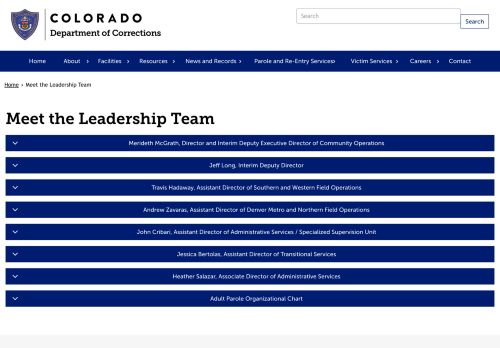 COLORADO
Department of Corrections
Search
Search
Home About Facilities Resources News and Records Parole and Re-Entry Services Victim Services Careers Contact
Home › Meet the Leadership Team
Meet the Leadership Team
Merideth McGrath, Director and Interim Deputy Executive Director of Community Operations
Jeff Long, Interim Deputy Director
Travis Hadaway, Assistant Director of Southern and Western Field Operations
Andrew Zavaras, Assistant Director of Denver Metro and Northern Field Operations
John Cribari, Assistant Director of Administrative Services / Specialized Supervision Unit
Jessica Bertolas, Assistant Director of Transitional Services
Heather Salazar, Associate Director of Administrative Services
Adult Parole Organizational Chart